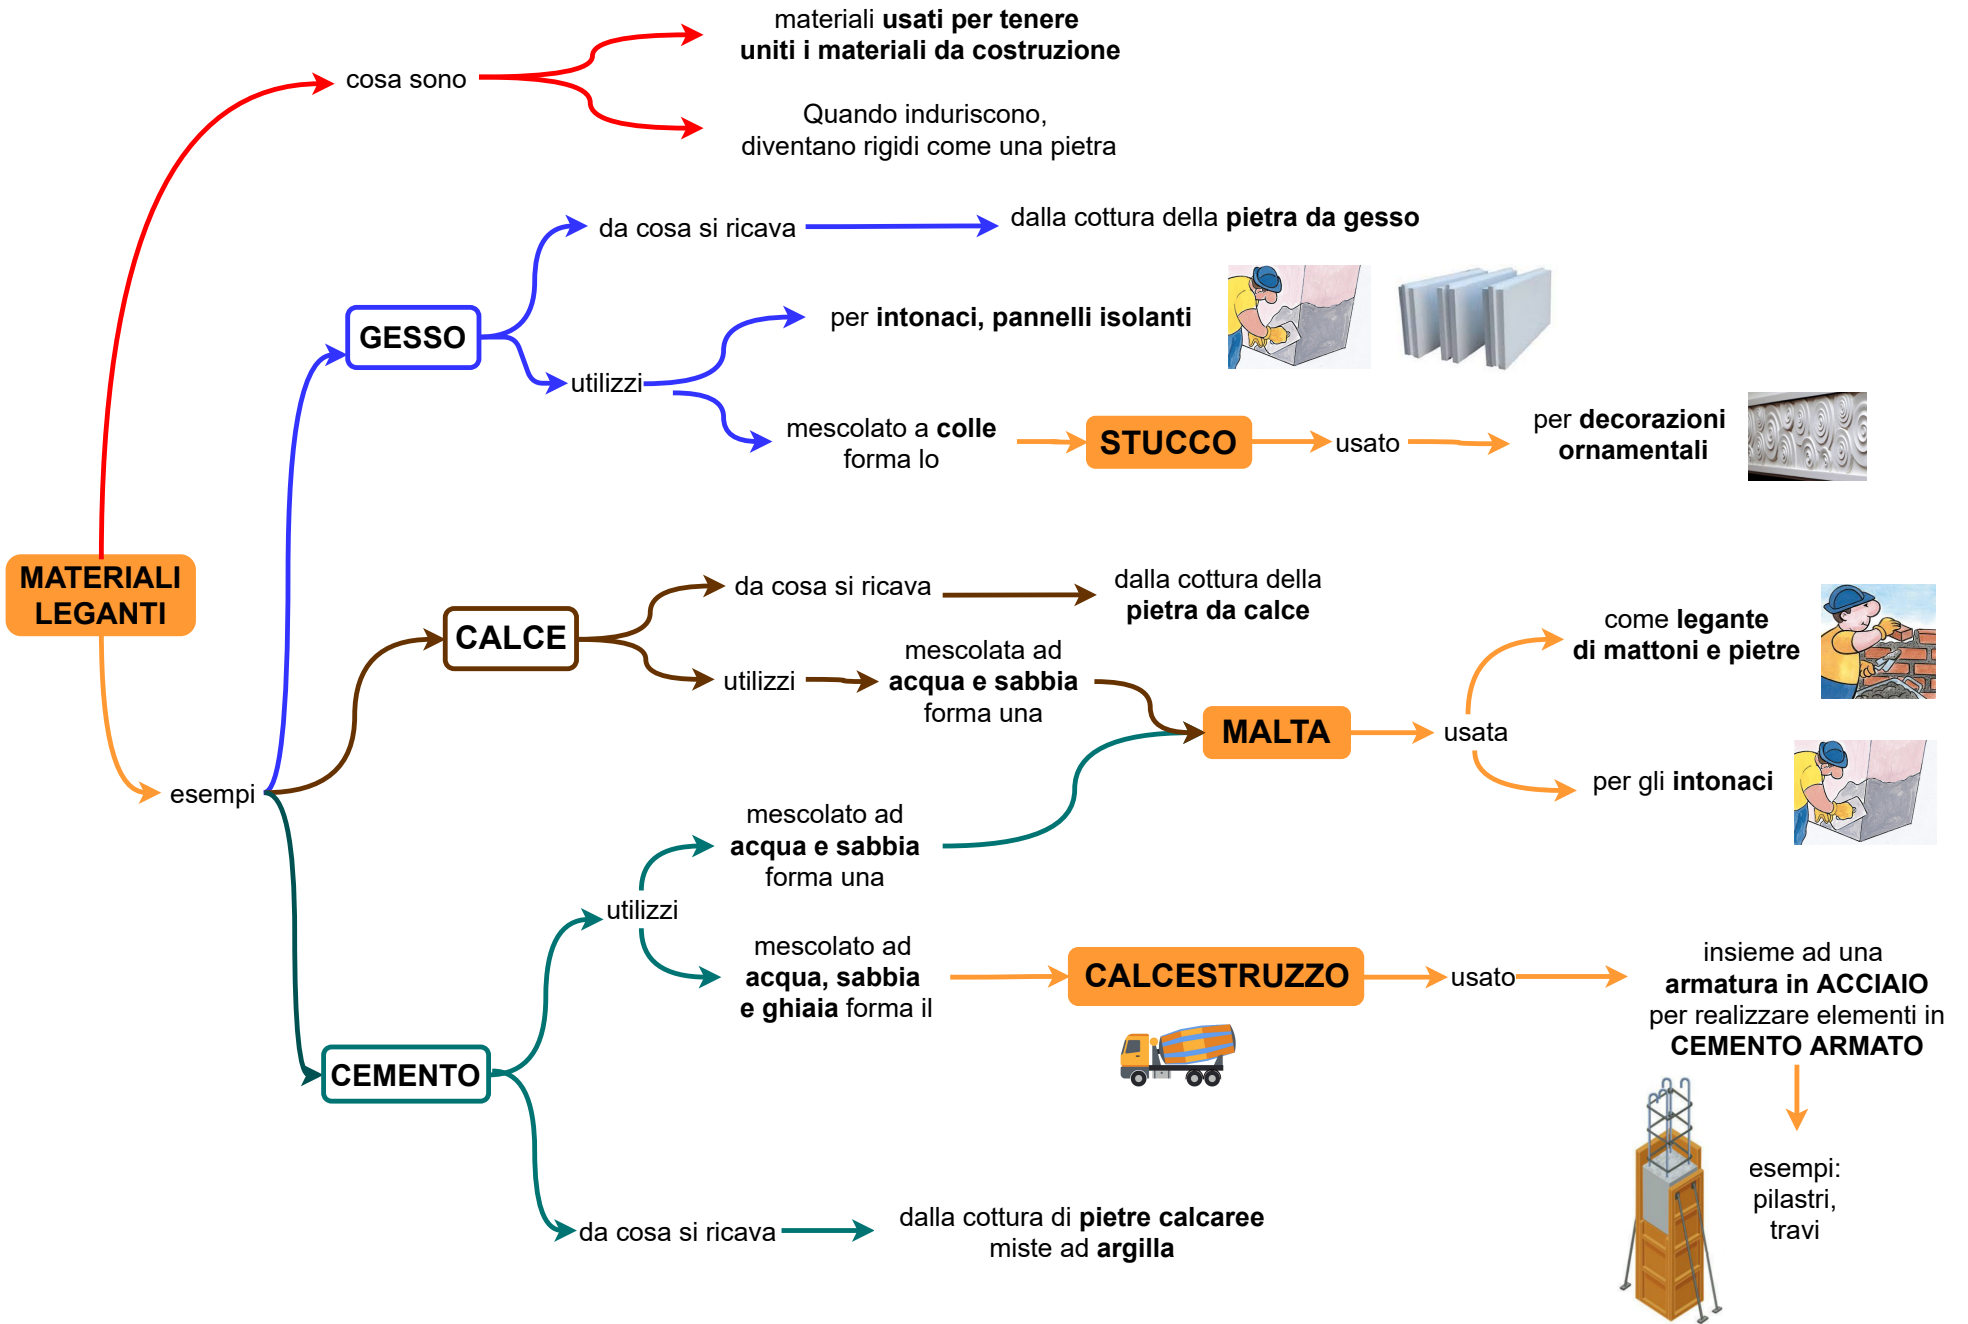 materiali usati per tenere
uniti i materiali da costruzione
cosa sono
Quando induriscono,
diventano rigidi come una pietra
da cosa si ricava
dalla cottura della pietra da gesso
GESSO
per intonaci, pannelli isolanti
utilizzi
mescolato a colle
forma lo
STUCCO
usato
per decorazioni
ornamentali
MATERIALI
LEGANTI
esempi
CALCE
da cosa si ricava
dalla cottura della
pietra da calce
utilizzi
mescolata ad
acqua e sabbia
forma una
MALTA
usata
come legante
di mattoni e pietre
per gli intonaci
mescolato ad
acqua e sabbia
forma una
utilizzi
mescolato ad
acqua, sabbia
e ghiaia forma il
CALCESTRUZZO
usato
insieme ad una
armatura in ACCIAIO
per realizzare elementi in
CEMENTO ARMATO
CEMENTO
esempi:
pilastri,
travi
da cosa si ricava
dalla cottura di pietre calcaree
miste ad argilla